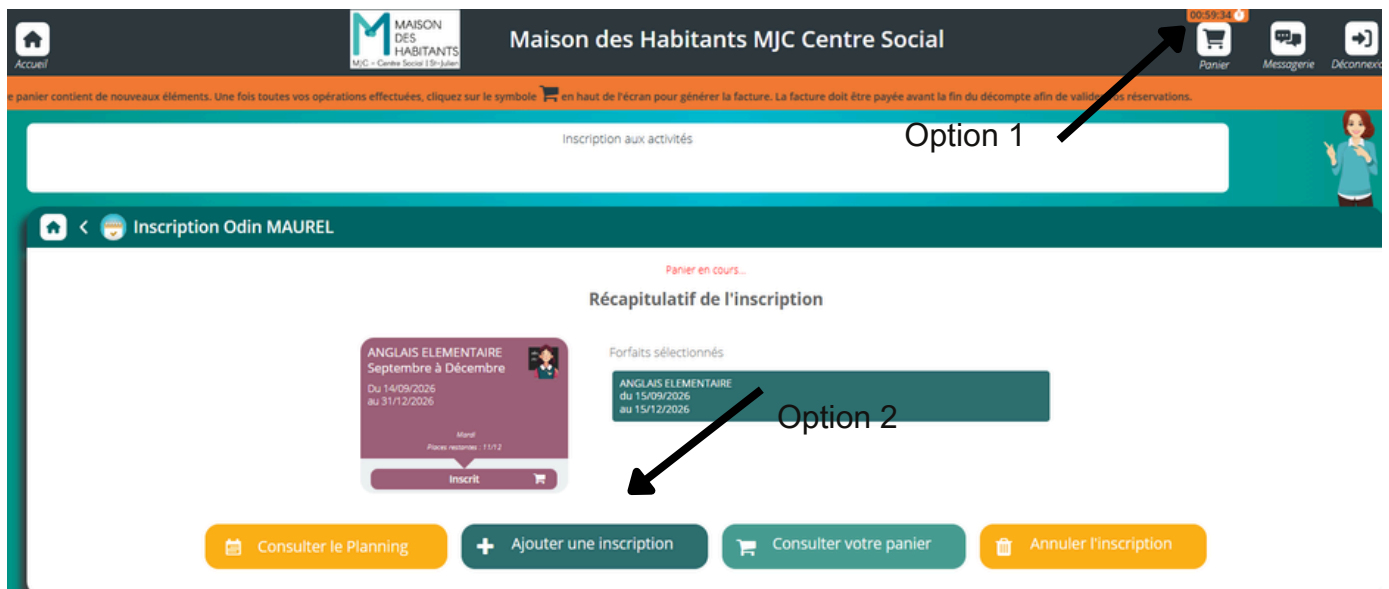 00:59:34
MAISON
DES
HABITANTS
MJC - Centre Social | St-Julien
Maison des Habitants MJC Centre Social
Accueil
Panier
Messagerie
Déconnexio
e panier contient de nouveaux éléments. Une fois toutes vos opérations effectuées, cliquez sur le symbole en haut de l'écran pour générer la facture. La facture doit être payée avant la fin du décompte afin de valider vos réservations.
Inscription aux activités
Option 1
Inscription Odin MAUREL
Panier en cours...
Récapitulatif de l'inscription
ANGLAIS ELEMENTAIRE
Septembre à Décembre
Du 14/09/2026
au 31/12/2026
Mardi
Places restantes : 11/12
Inscrit
Forfaits sélectionnés
ANGLAIS ELEMENTAIRE
du 15/09/2026
au 15/12/2026
Option 2
Consulter le Planning
Ajouter une inscription
Consulter votre panier
Annuler l'inscription